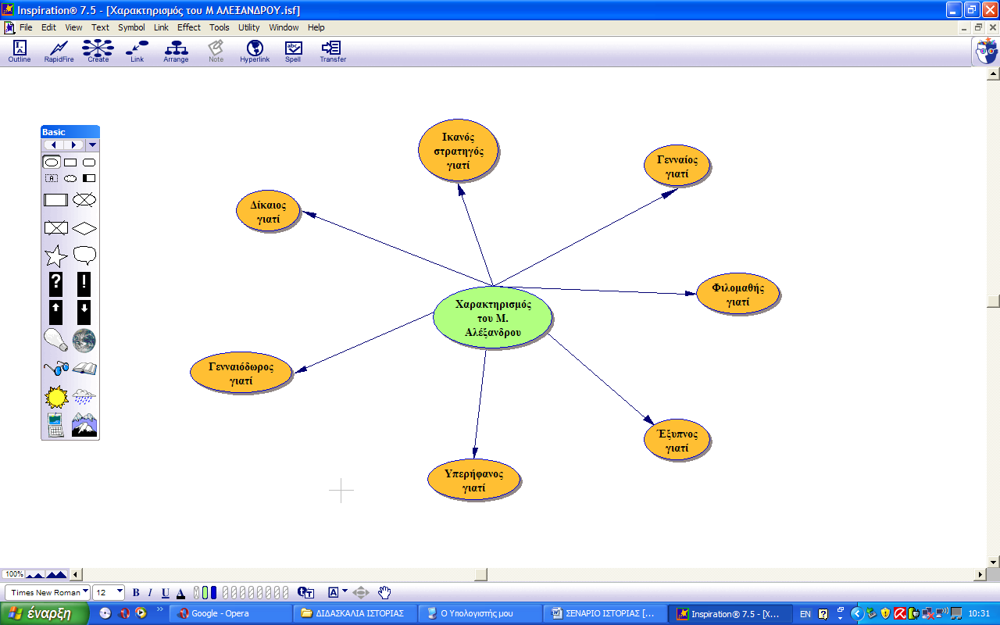 Inspiration® 7.5 - [Χαρακτηρισμός του Μ ΑΛΕΞΑΝΔΡΟΥ.isf]
File Edit View Text Symbol Link Effect Tools Utility Window Help
Outline RapidFire Create Link Arrange Note Hyperlink Spell Transfer
Basic
Ικανός
στρατηγός
γιατί
Γενναίος
γιατί
Δίκαιος
γιατί
Φιλομαθής
γιατί
Χαρακτηρισμός
του Μ.
Αλέξανδρου
Γενναιόδωρος
γιατί
Έξυπνος
γιατί
Υπερήφανος
γιατί
100%
Times New Roman 12 B I U A A
έναρξη Google - Opera ΔΙΔΑΣΚΑΛΙΑ ΙΣΤΟΡΙΑΣ Ο Υπολογιστής μου ΣΕΝΑΡΙΟ ΙΣΤΟΡΙΑΣ [... Inspiration® 7.5 - [Χ... EN 10:31